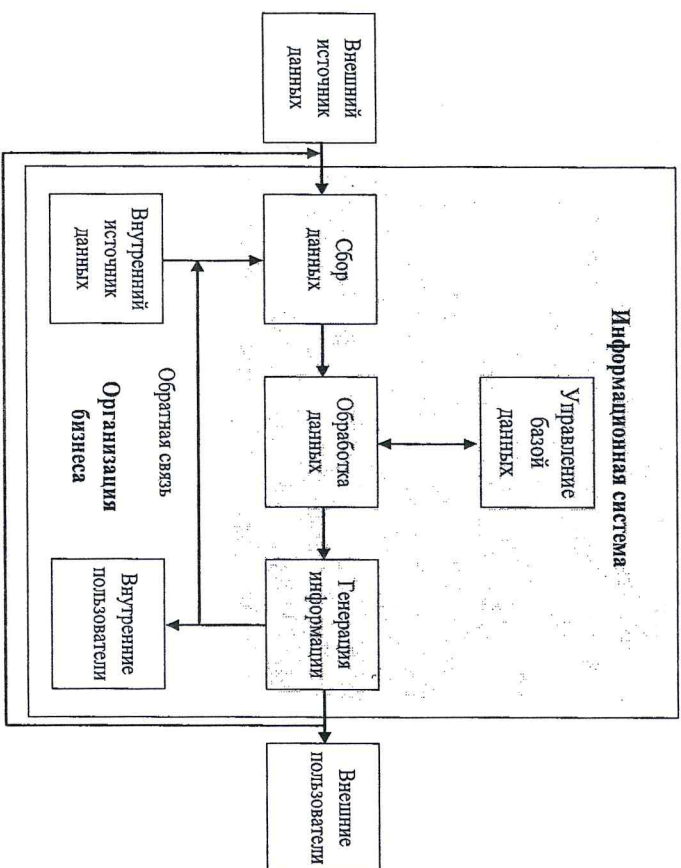 Информационная система
Управление
базой
данных
Внешний
источник
данных
Сбор
данных
Обработка
данных
Генерация
информации
Внешние
пользователи
Обратная связь
Внутренний
источник
данных
Организация
бизнеса
Внутренние
пользователи